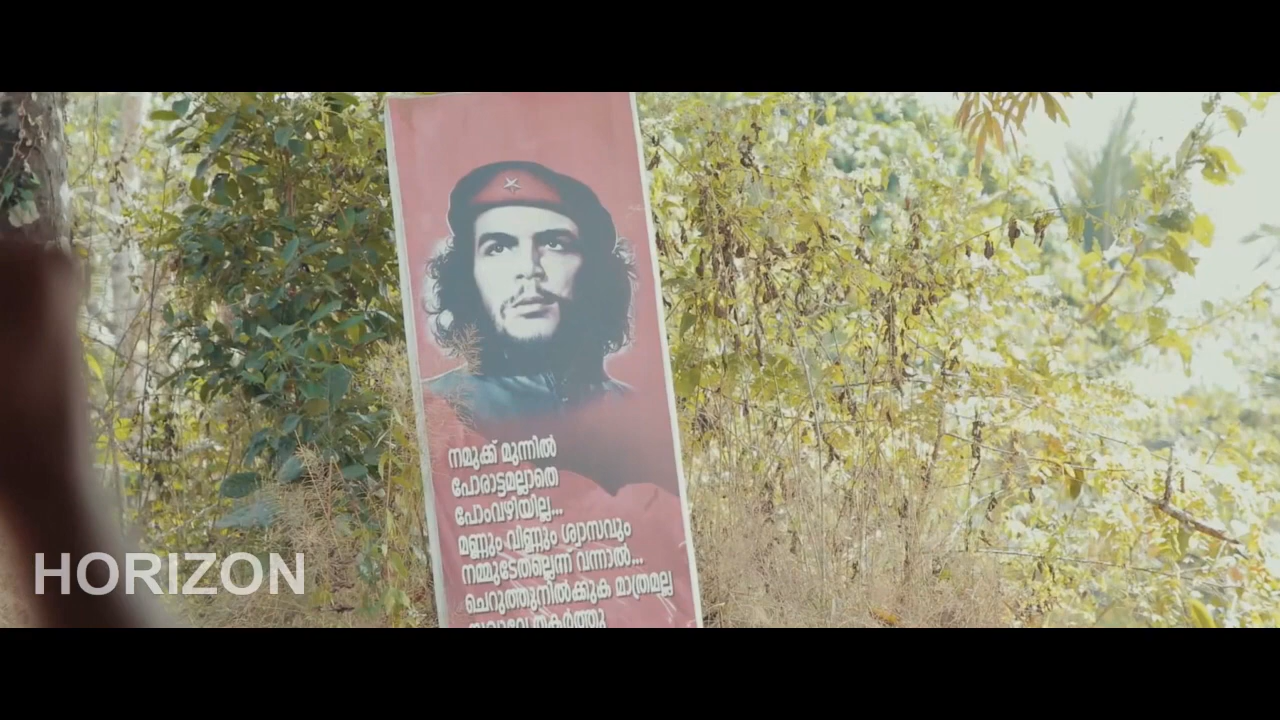 നമുക്ക് മുന്നിൽ
പോരാട്ടമല്ലാതെ
പോംവഴിയില്ല...
മണ്ണും വിണ്ണും ശ്വാസവും
നമ്മുടേതല്ലെന്ന് വന്നാൽ...
ചെറുത്തുനിൽക്കുക മാത്രമല്ല
HORIZON